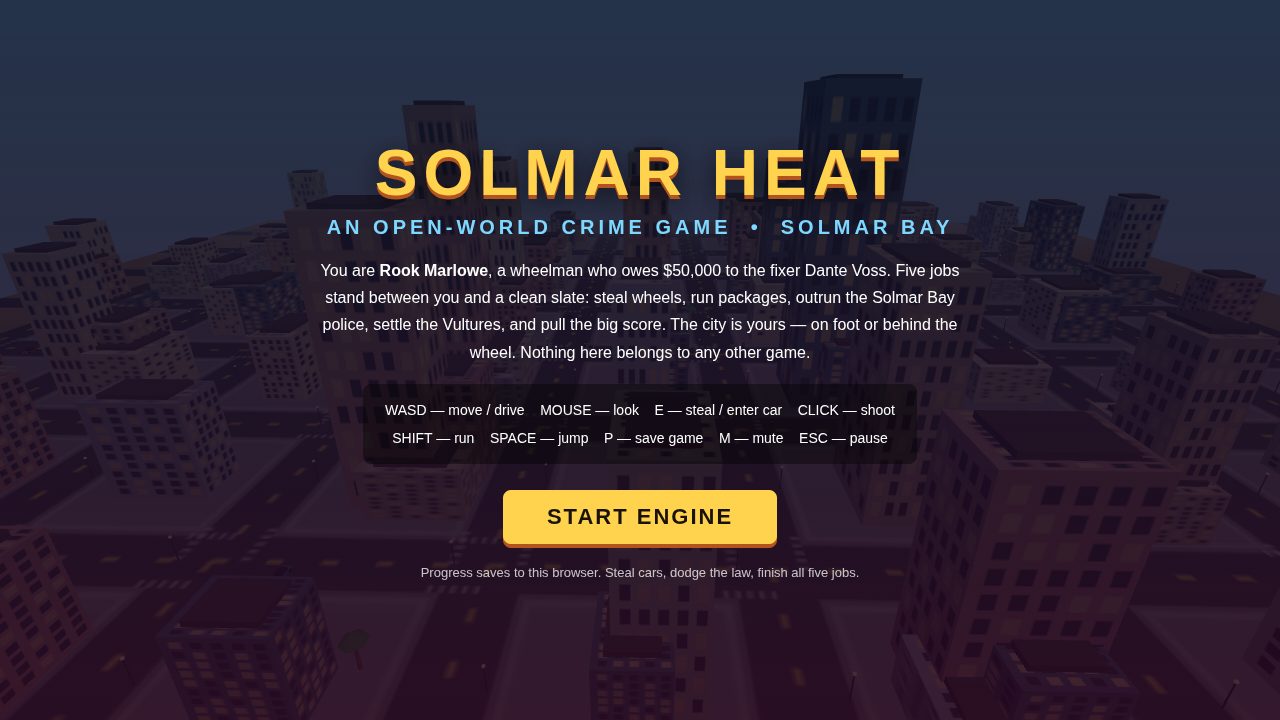 SOLMAR HEAT
AN OPEN-WORLD CRIME GAME • SOLMAR BAY
You are Rook Marlowe, a wheelman who owes $50,000 to the fixer Dante Voss. Five jobs
stand between you and a clean slate: steal wheels, run packages, outrun the Solmar Bay
police, settle the Vultures, and pull the big score. The city is yours — on foot or behind the
wheel. Nothing here belongs to any other game.
WASD — move / drive MOUSE — look E — steal / enter car CLICK — shoot
SHIFT — run SPACE — jump P — save game M — mute ESC — pause
START ENGINE
Progress saves to this browser. Steal cars, dodge the law, finish all five jobs.